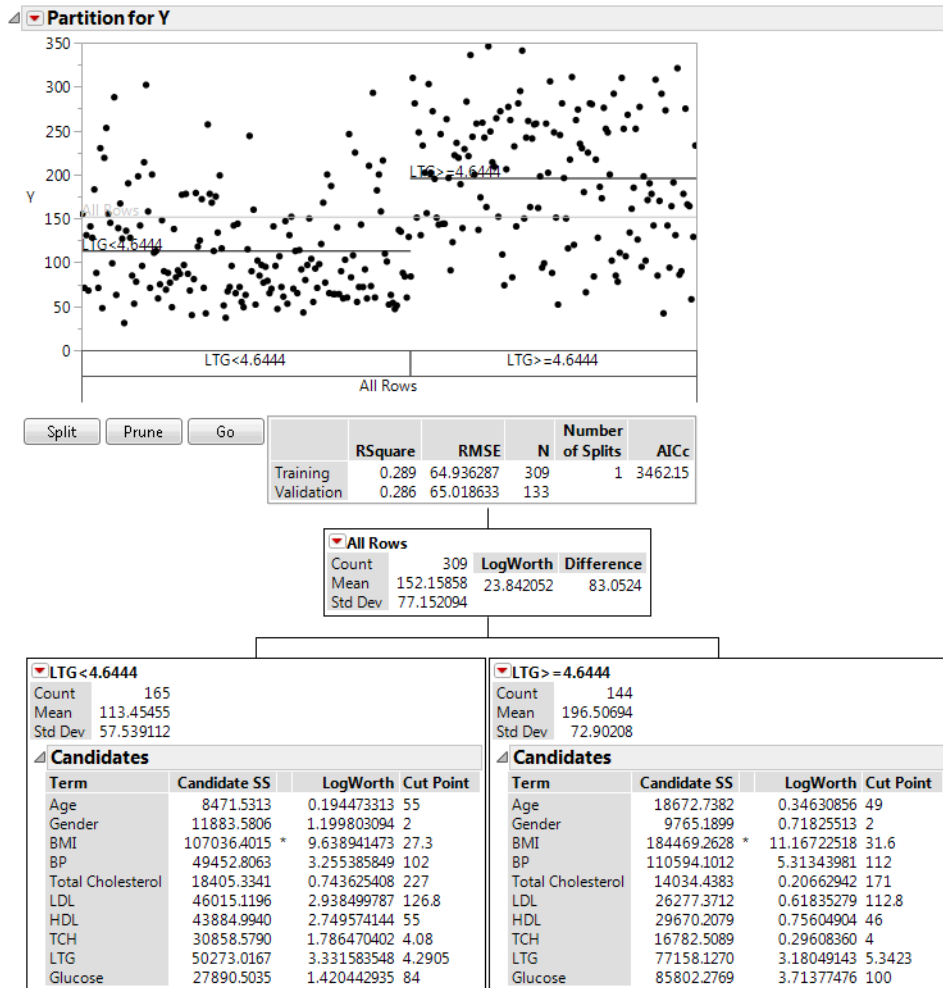 Partition for Y
350
300
250
200
150
100
50
0
Y
All Rows
LTG<4.6444
LTG>=4.6444
LTG<4.6444
LTG>=4.6444
All Rows
Split Prune Go
Number
RSquare RMSE N of Splits AICc
Training 0.289 64.936287 309 1 3462.15
Validation 0.286 65.018633 133
All Rows
Count 309 LogWorth Difference
Mean 152.15858 23.842052 83.0524
Std Dev 77.152094
LTG<4.6444
Count 165
Mean 113.45455
Std Dev 57.539112
Candidates
Term Candidate SS LogWorth Cut Point
Age 8471.5313 0.194473313 55
Gender 11883.5806 1.199803094 2
BMI 107036.4015 * 9.638941473 27.3
BP 49452.8063 3.255385849 102
Total Cholesterol 18405.3341 0.743625408 227
LDL 46015.1196 2.938499787 126.8
HDL 43884.9940 2.749574144 55
TCH 30858.5790 1.786470402 4.08
LTG 50273.0167 3.331583548 4.2905
Glucose 27890.5035 1.420442935 84
LTG>=4.6444
Count 144
Mean 196.50694
Std Dev 72.90208
Candidates
Term Candidate SS LogWorth Cut Point
Age 18672.7382 0.34630856 49
Gender 9765.1899 0.71825513 2
BMI 184469.2628 * 11.16722518 31.6
BP 110594.1012 5.31343981 112
Total Cholesterol 14034.4383 0.20662942 171
LDL 26277.3712 0.61835279 112.8
HDL 29670.2079 0.75604904 46
TCH 16782.5089 0.29608360 4
LTG 77158.1270 3.18049143 5.3423
Glucose 85802.2769 3.71377476 100